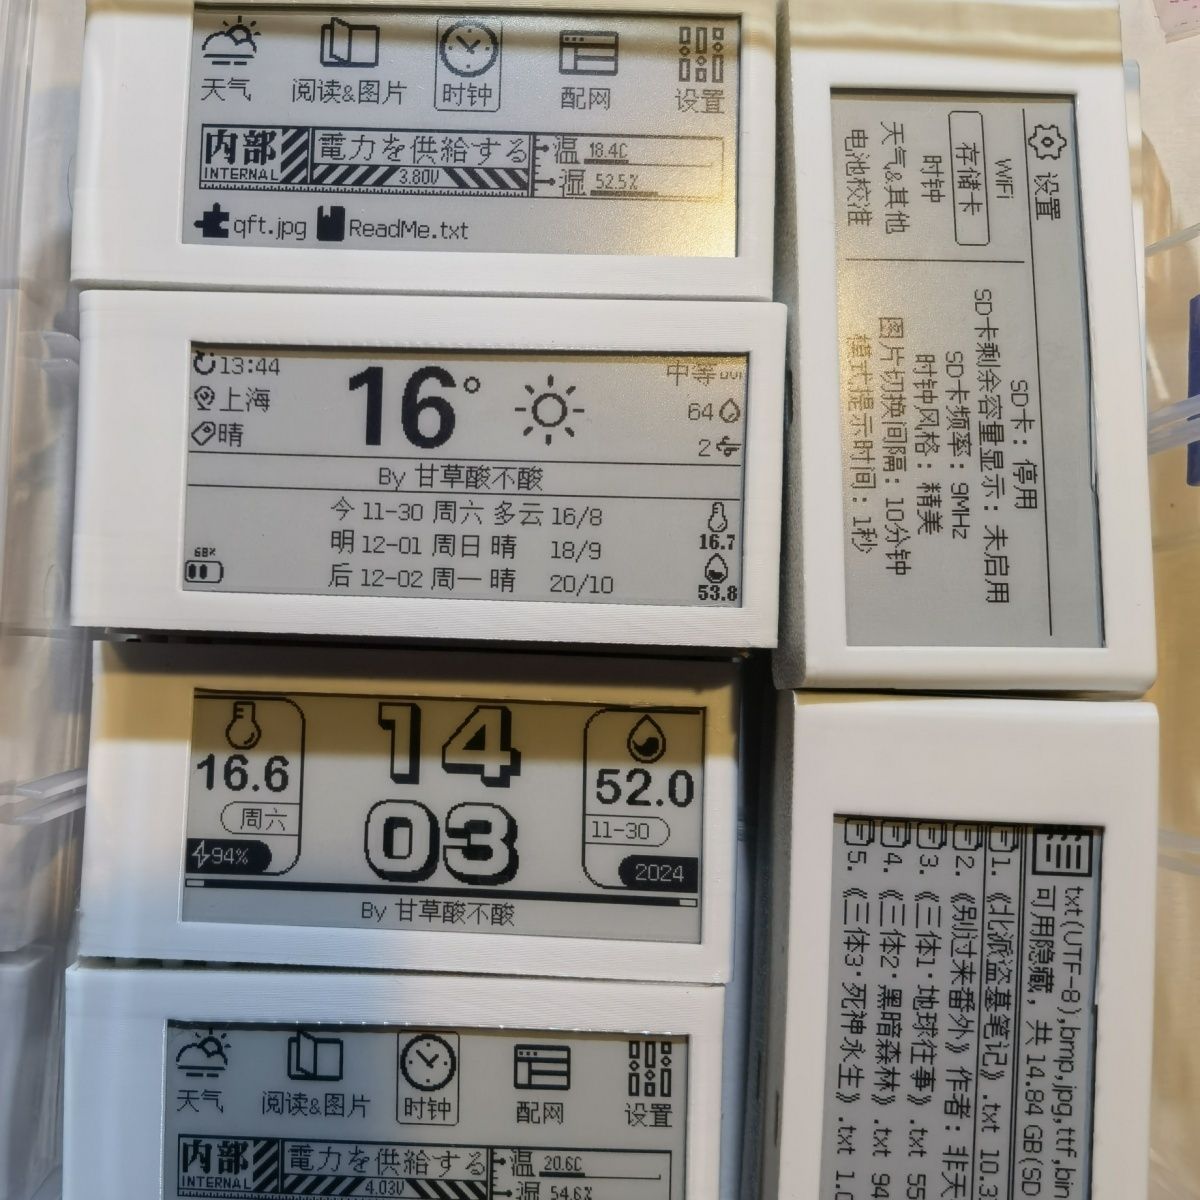 天气 阅读&图片 时钟 配网 设置
内部 電力を供給する 温 18.4C
INTERNAL 3.80V 湿 52.5%
qft.jpg ReadMe.txt
13:44
上海
晴
16°
中等
64
2
By 甘草酸不酸
今 11-30 周六 多云 16/8
明 12-01 周日 晴 18/9
后 12-02 周一 晴 20/10
68%
16.7
53.8
16.6
周六
94%
14
03
52.0
11-30
2024
By 甘草酸不酸
天气 阅读&图片 时钟 配网 设置
内部 電力を供給する 温 20.6C
INTERNAL 4.03V 湿 54.6%
设置
WiFi
存储卡
时钟
天气&其他
电池校准
SD卡：停用
SD卡剩余容量显示：未启用
SD卡频率：9MHz
时钟风格：精美
图片切换间隔：10分钟
模式提示时间：1秒
txt(UTF-8),bmp,jpg,ttf,bin
可用隐藏，共 14.84 GB(SD
1.《北派盗墓笔记》.txt 10.3
2.《别过来番外》作者：非天
3.《三体1·地球往事》.txt 55
4.《三体2·黑暗森林》.txt 94
5.《三体3·死神永生》.txt 1.0